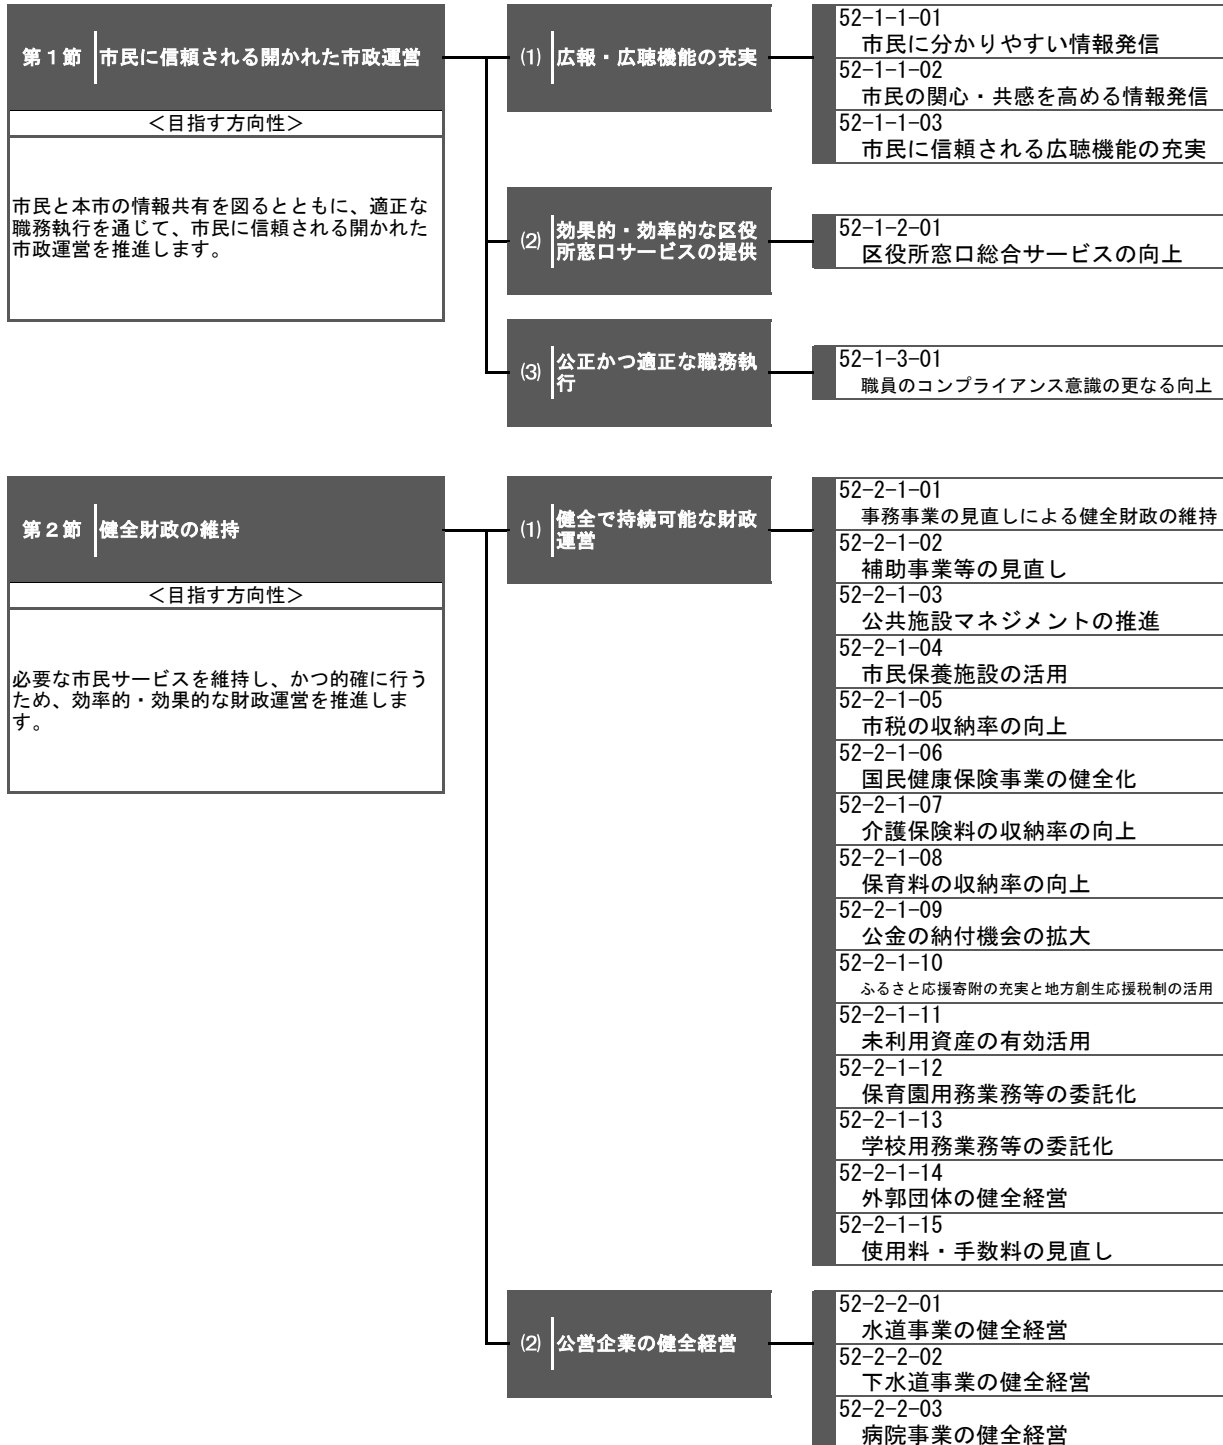 第1節 市民に信頼される開かれた市政運営
＜目指す方向性＞
市民と本市の情報共有を図るとともに、適正な
職務執行を通じて、市民に信頼される開かれた
市政運営を推進します。
⑴ 広報・広聴機能の充実
52-1-1-01
市民に分かりやすい情報発信
52-1-1-02
市民の関心・共感を高める情報発信
52-1-1-03
市民に信頼される広聴機能の充実
⑵ 効果的・効率的な区役
所窓口サービスの提供
52-1-2-01
区役所窓口総合サービスの向上
⑶ 公正かつ適正な職務執
行
52-1-3-01
職員のコンプライアンス意識の更なる向上
第2節 健全財政の維持
＜目指す方向性＞
必要な市民サービスを維持し、かつ的確に行う
ため、効率的・効果的な財政運営を推進しま
す。
⑴ 健全で持続可能な財政
運営
52-2-1-01
事務事業の見直しによる健全財政の維持
52-2-1-02
補助事業等の見直し
52-2-1-03
公共施設マネジメントの推進
52-2-1-04
市民保養施設の活用
52-2-1-05
市税の収納率の向上
52-2-1-06
国民健康保険事業の健全化
52-2-1-07
介護保険料の収納率の向上
52-2-1-08
保育料の収納率の向上
52-2-1-09
公金の納付機会の拡大
52-2-1-10
ふるさと応援寄附の充実と地方創生応援税制の活用
52-2-1-11
未利用資産の有効活用
52-2-1-12
保育園用務業務等の委託化
52-2-1-13
学校用務業務等の委託化
52-2-1-14
外郭団体の健全経営
52-2-1-15
使用料・手数料の見直し
⑵ 公営企業の健全経営
52-2-2-01
水道事業の健全経営
52-2-2-02
下水道事業の健全経営
52-2-2-03
病院事業の健全経営